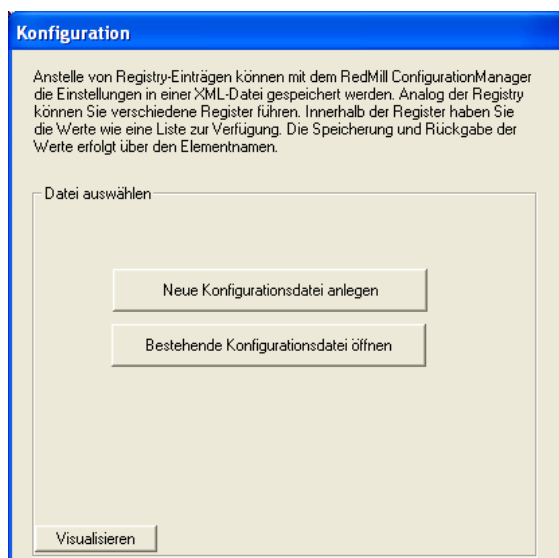 Konfiguration
Anstelle von Registry-Einträgen können mit dem RedMill ConfigurationManager
die Einstellungen in einer XML-Datei gespeichert werden. Analog der Registry
können Sie verschiedene Register führen. Innerhalb der Register haben Sie
die Werte wie eine Liste zur Verfügung. Die Speicherung und Rückgabe der
Werte erfolgt über den Elementnamen.
Datei auswählen
Neue Konfigurationsdatei anlegen
Bestehende Konfigurationsdatei öffnen
Visualisieren